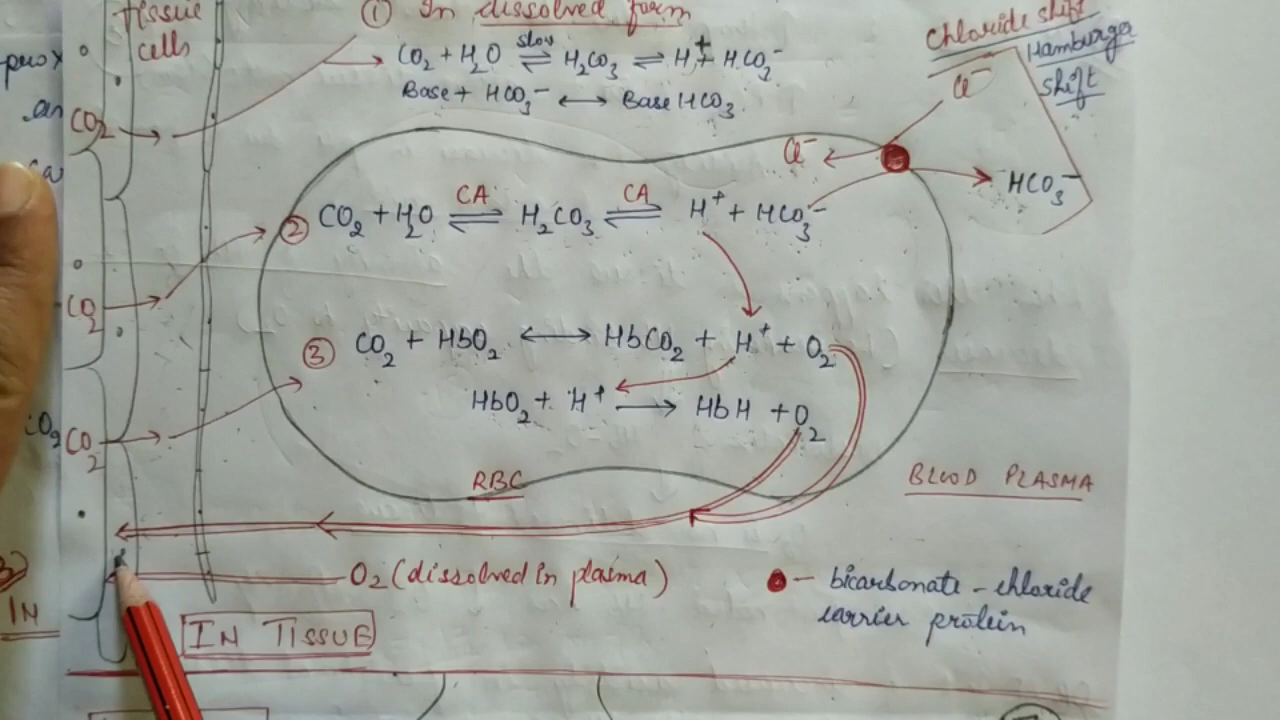 tissue
cells
① In dissolved form
CO₂ + H₂O slow ⇌ H₂CO₃ ⇌ H⁺ + HCO₃⁻
Base + HCO₃⁻ ⟷ Base HCO₃
Chloride shift
Hamburger
shift
Cl⁻
Cl⁻
HCO₃⁻
CO₂
② CO₂ + H₂O CA ⇌ H₂CO₃ CA ⇌ H⁺ + HCO₃⁻
CO₂
③ CO₂ + HbO₂ ⟷ HbCO₂ + H⁺ + O₂
HbO₂ + H⁺ ⟶ HbH + O₂
CO₂
RBC
BLOOD PLASMA
O₂ (dissolved in plasma)
- bicarbonate - chloride
carrier protein
IN
IN TISSUE